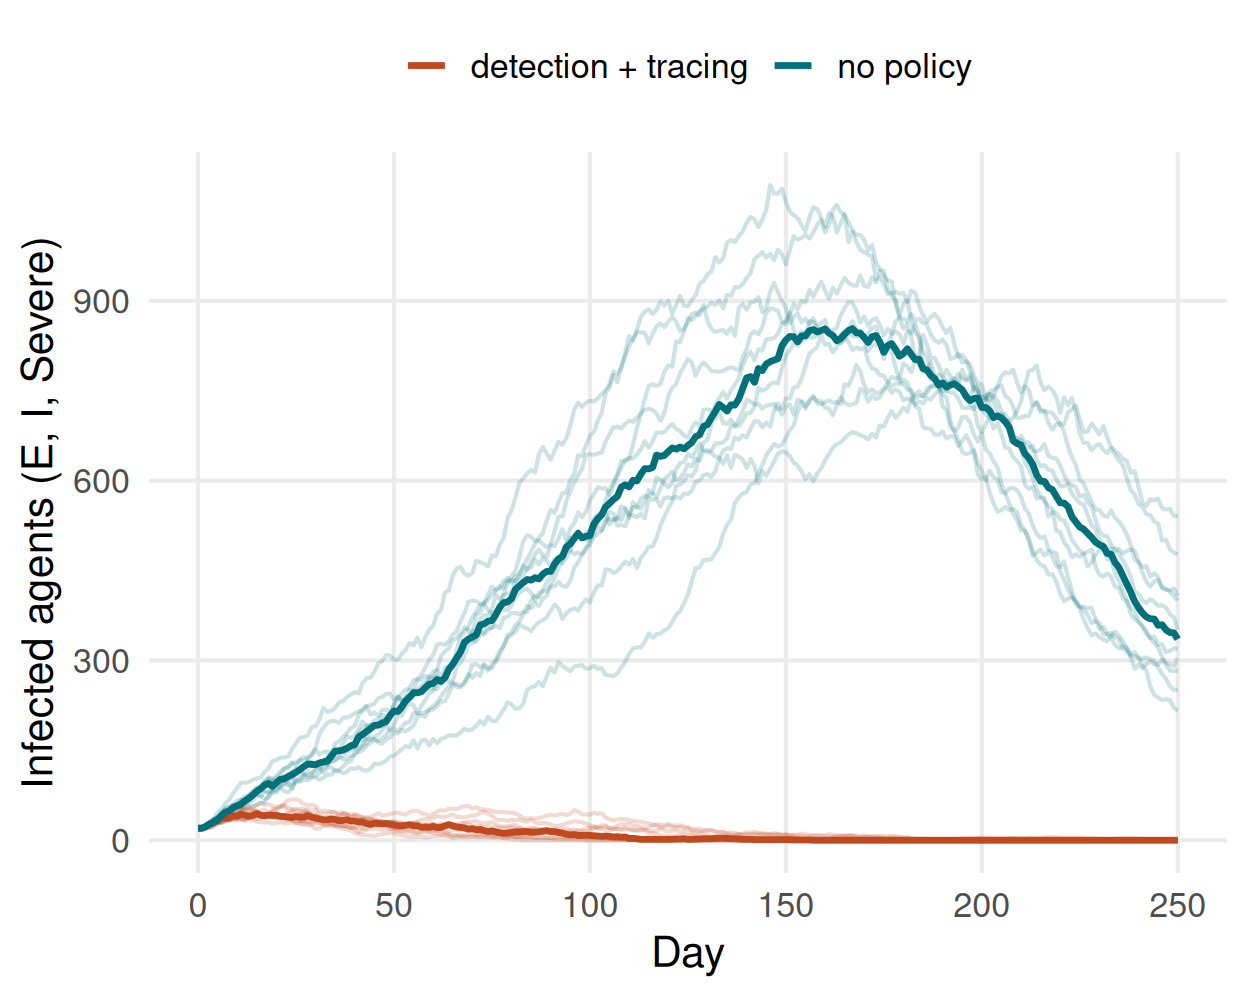 detection + tracing
no policy
Infected agents (E, I, Severe)
900
600
300
0
0
50
100
150
200
250
Day